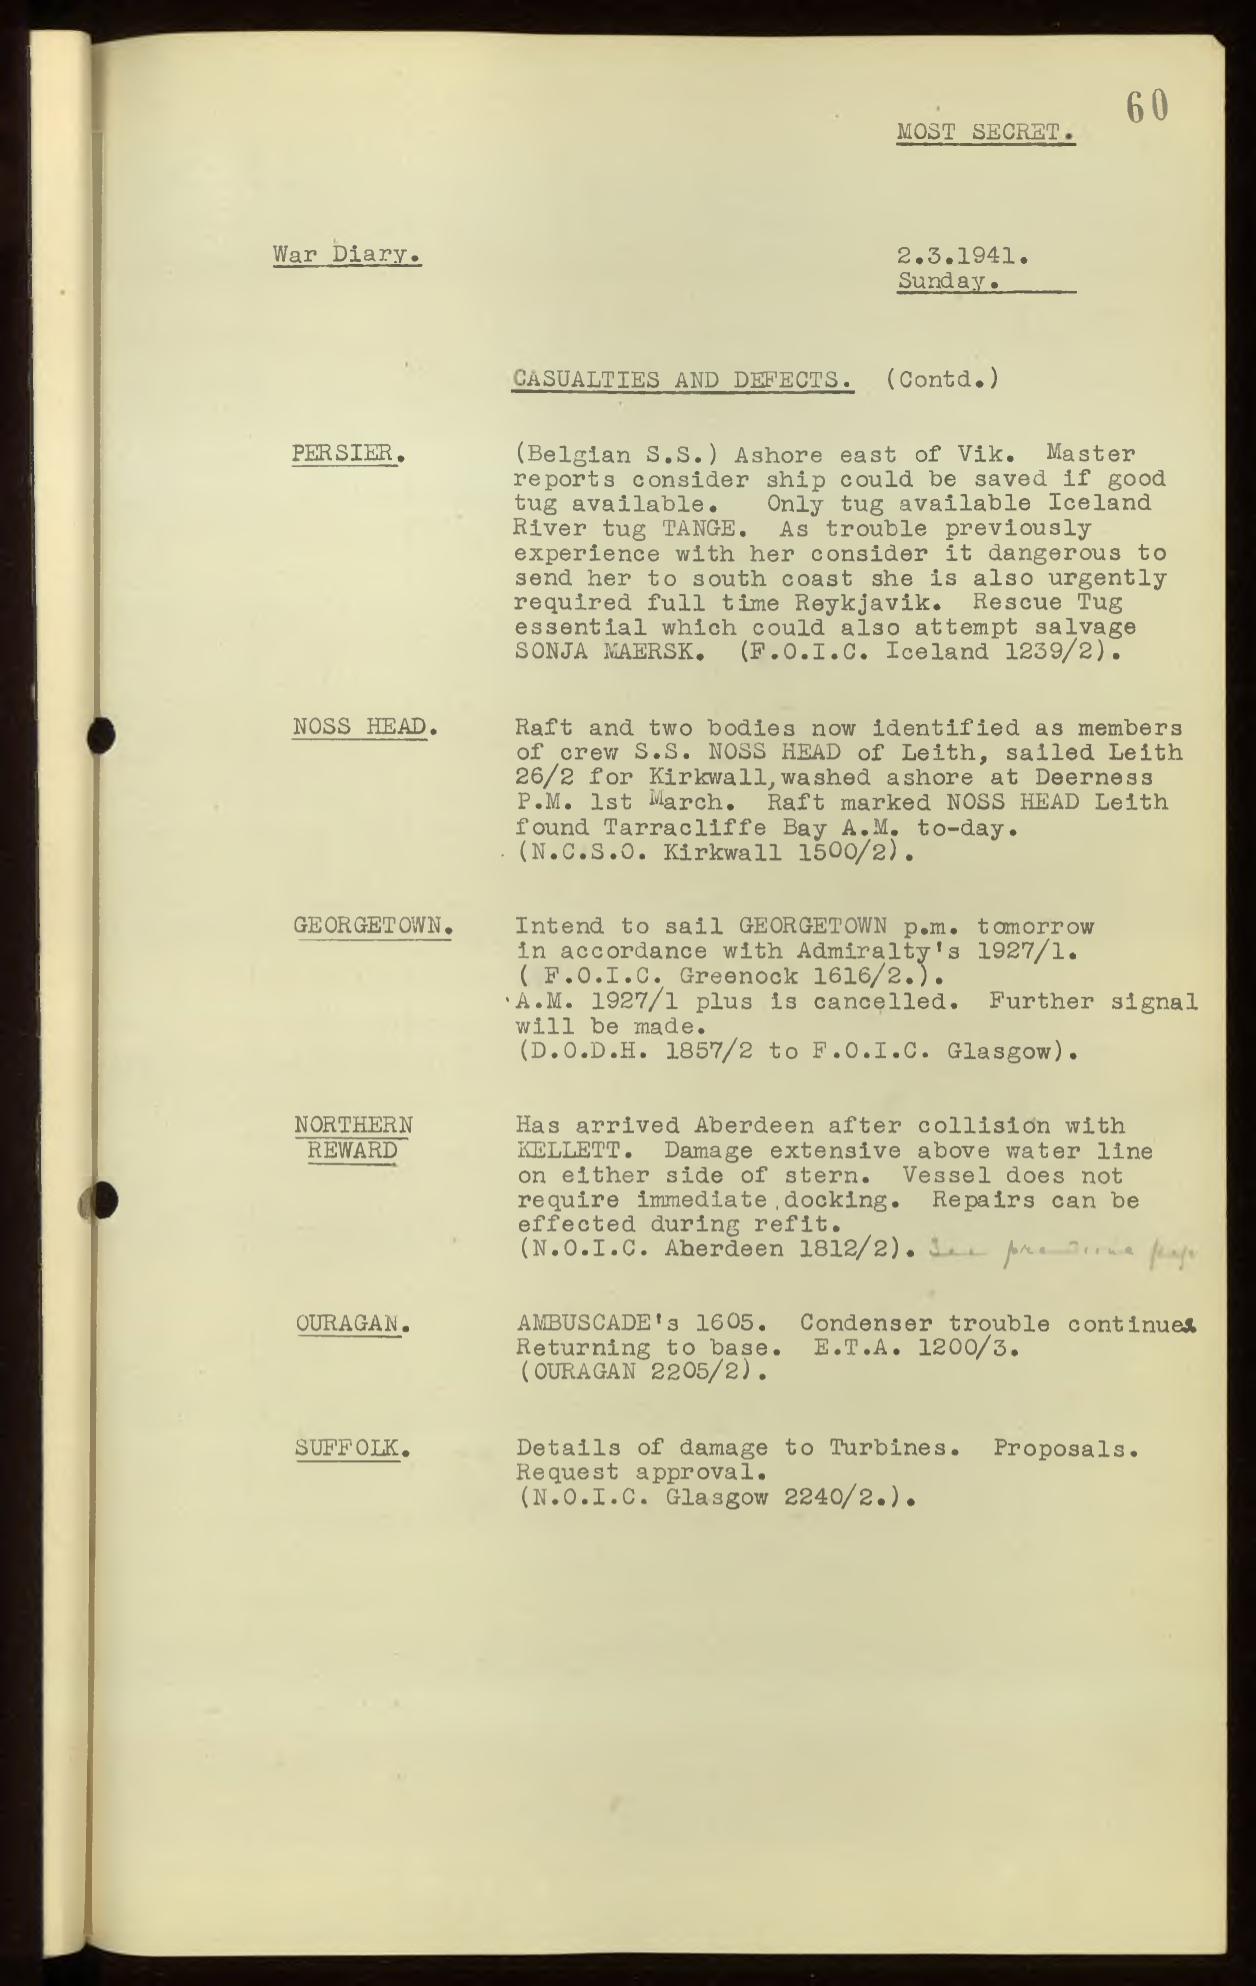 60
MOST SECRET.
War Diary.
2.3.1941.
Sunday.
CASUALTIES AND DEFECTS. (Contd.)
PERSIER. (Belgian S.S.) Ashore east of Vik. Master
reports consider ship could be saved if good
tug available. Only tug available Iceland
River tug TANGE. As trouble previously
experience with her consider it dangerous to
send her to south coast she is also urgently
required full time Reykjavik. Rescue Tug
essential which could also attempt salvage
SONJA MAERSK. (F.O.I.C. Iceland 1239/2).
NOSS HEAD. Raft and two bodies now identified as members
of crew S.S. NOSS HEAD of Leith, sailed Leith
26/2 for Kirkwall, washed ashore at Deerness
P.M. 1st March. Raft marked NOSS HEAD Leith
found Tarracliffe Bay A.M. to-day.
(N.C.S.O. Kirkwall 1500/2).
GEORGETOWN. Intend to sail GEORGETOWN p.m. tomorrow
in accordance with Admiralty's 1927/1.
( F.O.I.C. Greenock 1616/2.).
A.M. 1927/1 plus is cancelled. Further signal
will be made.
(D.O.D.H. 1857/2 to F.O.I.C. Glasgow).
NORTHERN Has arrived Aberdeen after collision with
REWARD KELLETT. Damage extensive above water line
on either side of stern. Vessel does not
require immediate docking. Repairs can be
effected during refit.
(N.O.I.C. Aberdeen 1812/2). See previous page
OURAGAN. AMBUSCADE's 1605. Condenser trouble continues
Returning to base. E.T.A. 1200/3.
(OURAGAN 2205/2).
SUFFOLK. Details of damage to Turbines. Proposals.
Request approval.
(N.O.I.C. Glasgow 2240/2.).